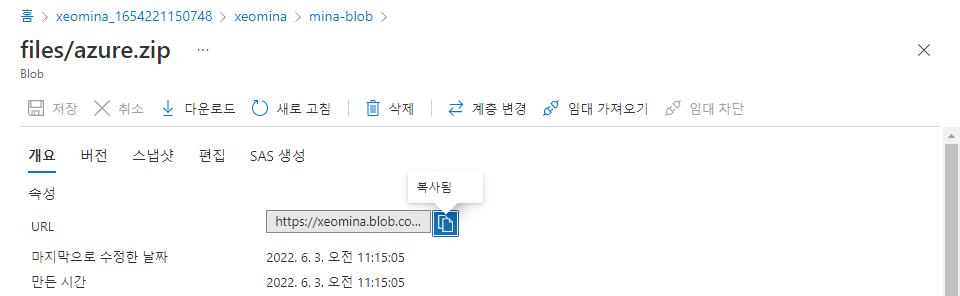 홈 > xeomina_1654221150748 > xeomina > mina-blob >
files/azure.zip ...
Blob
저장 취소 다운로드 새로 고침 삭제 계층 변경 임대 가져오기 임대 차단
개요 버전 스냅샷 편집 SAS 생성
복사됨
속성
URL https://xeomina.blob.co...
마지막으로 수정한 날짜 2022. 6. 3. 오전 11:15:05
만든 시간 2022. 6. 3. 오전 11:15:05